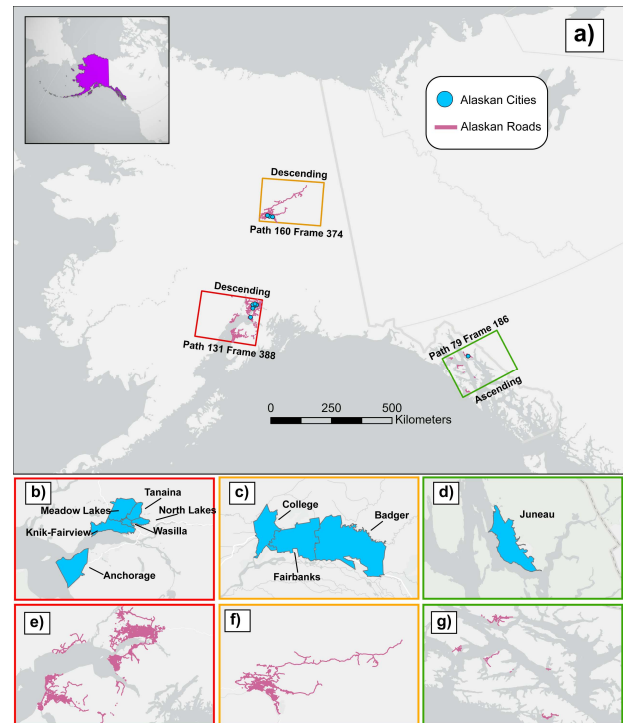 a)
Alaskan Cities
Alaskan Roads
Descending
Path 160 Frame 374
Descending
Path 131 Frame 388
Path 79 Frame 186
Ascending
0 250 500
Kilometers
b)
Tanaina
Meadow Lakes
North Lakes
Knik-Fairview
Wasilla
Anchorage
c)
College
Badger
Fairbanks
d)
Juneau
e)
f)
g)